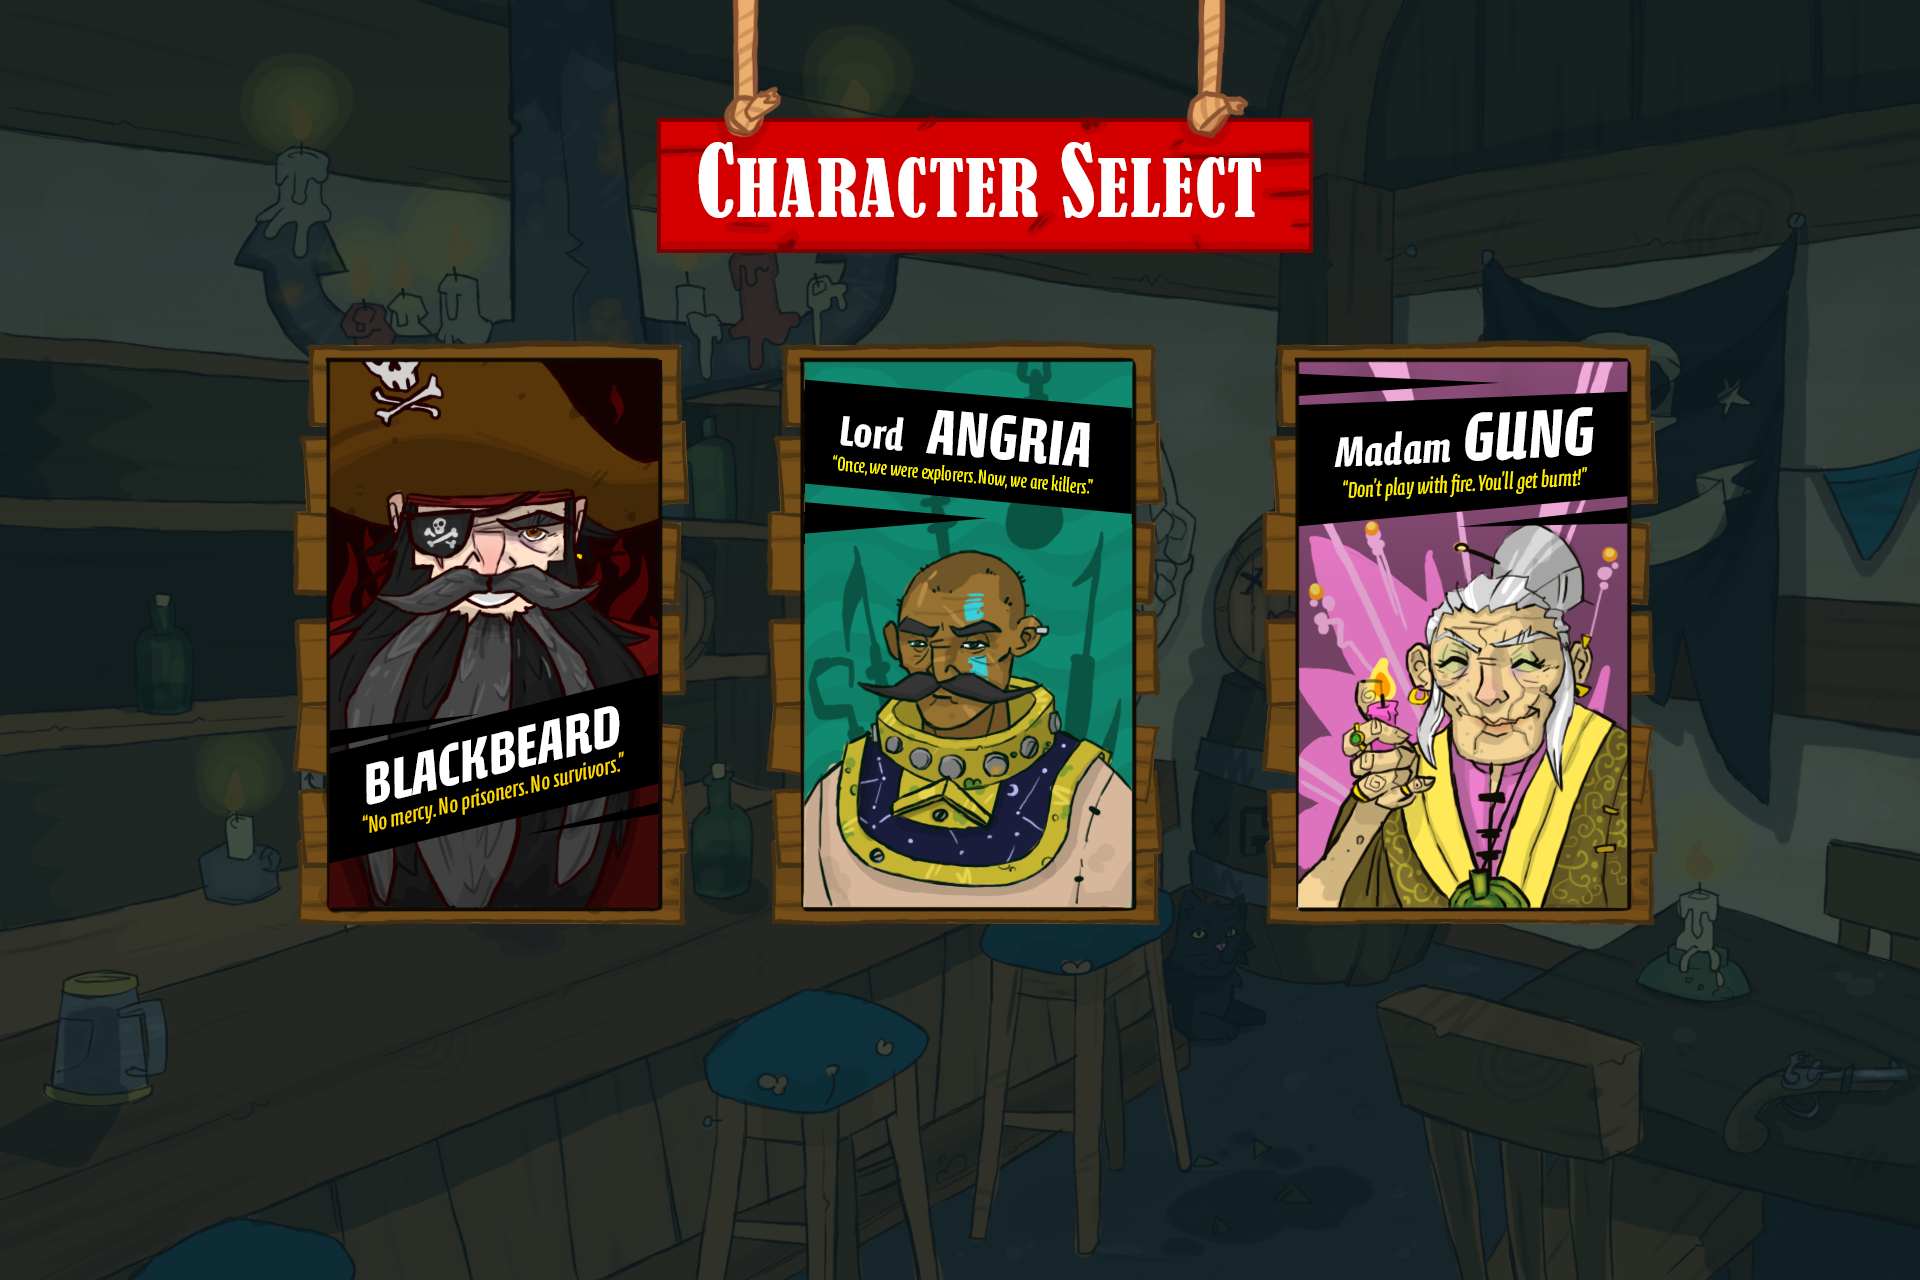 CHARACTER SELECT
BLACKBEARD
“No mercy. No prisoners. No survivors.”
Lord ANGRIA
“Once, we were explorers. Now, we are killers.”
Madam GUNG
“Don't play with fire. You'll get burnt!”